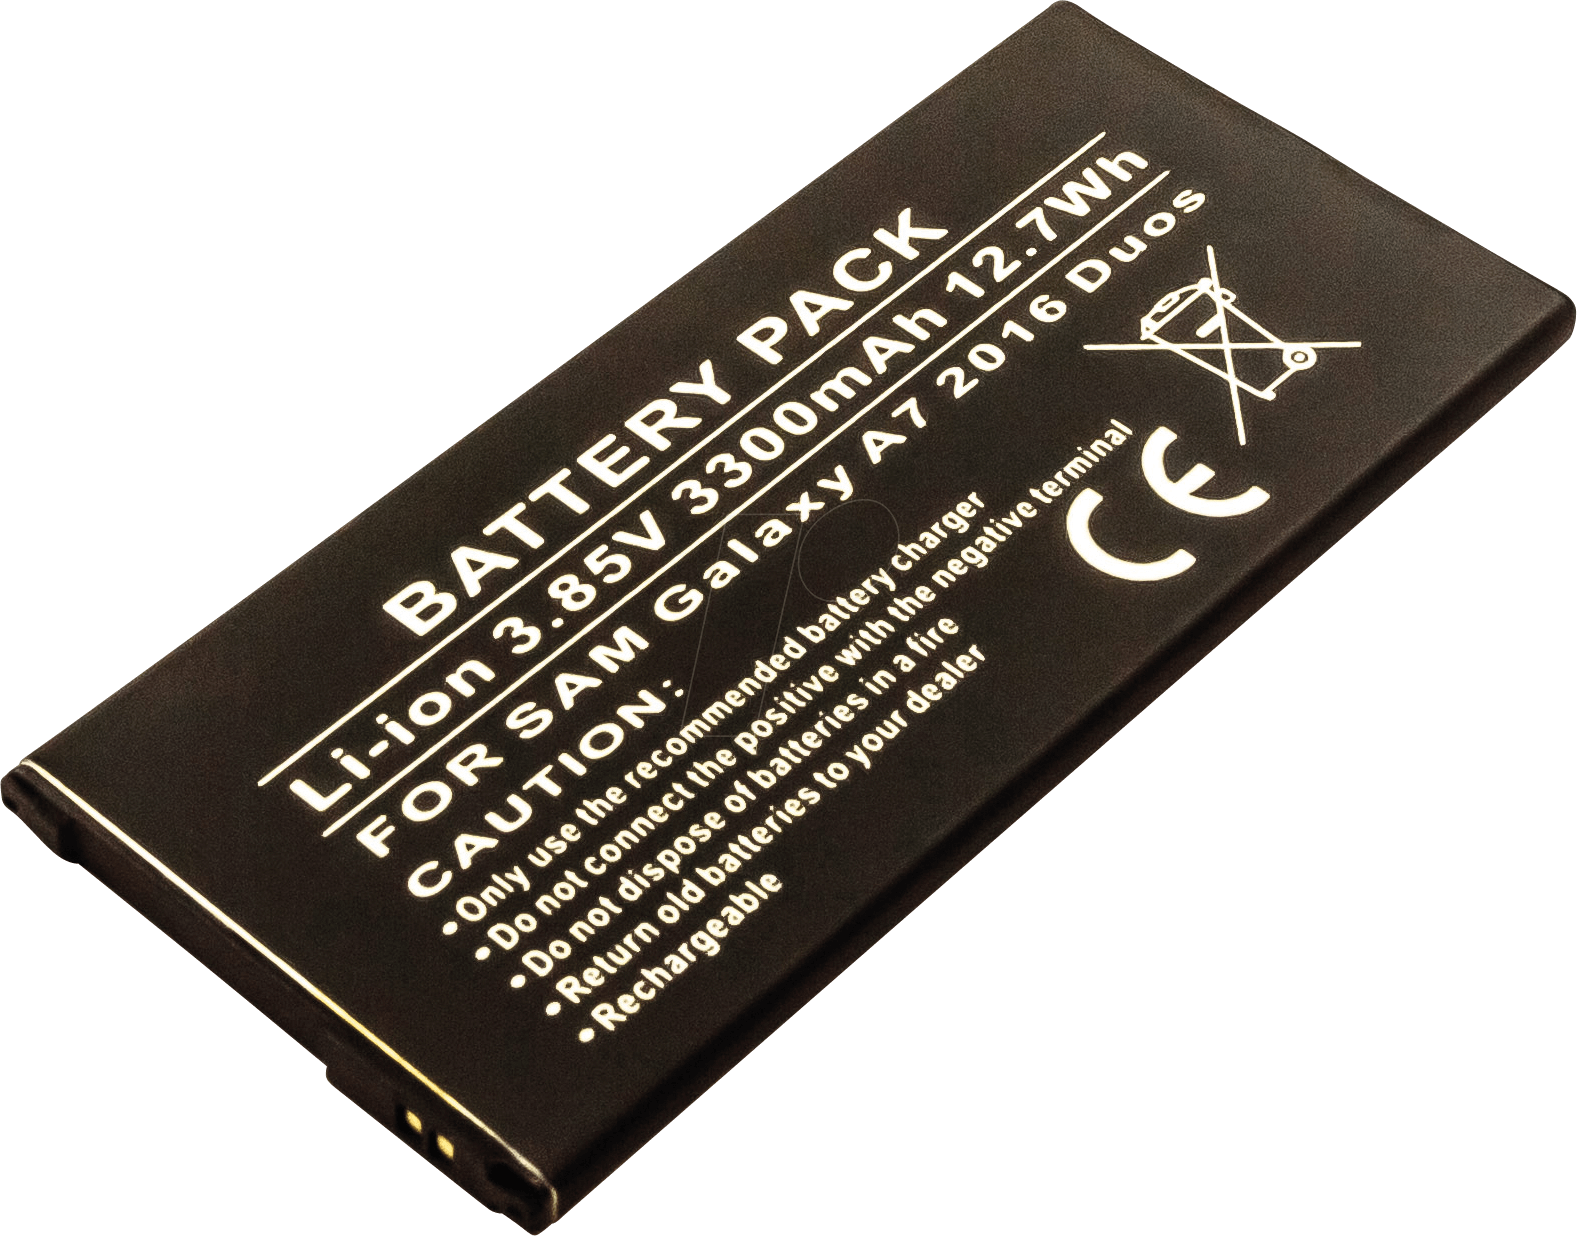 BATTERY PACK
Li-ion 3.85V 3300mAh 12.7Wh
FOR SAM Galaxy A7 2016 Duos
CAUTION:
•Only use the recommended battery charger
•Do not connect the positive with the negative terminal
•Do not dispose of batteries in a fire
•Return old batteries to your dealer
•Rechargeable
CE